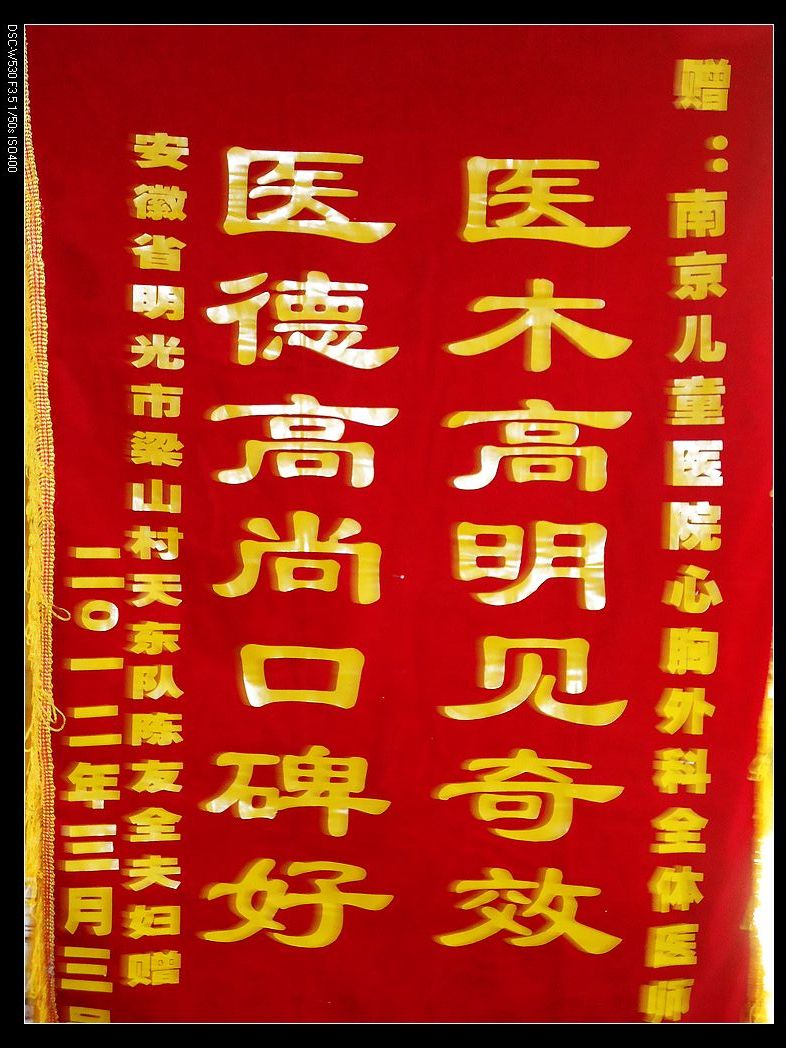 赠：南京儿童医院心胸外科全体医师
医木高明见奇效
医德高尚口碑好
安徽省明光市梁山村天东队陈友全夫妇赠
二0一二年三月三号
DSC-W530 F3.5 1/50s ISO400